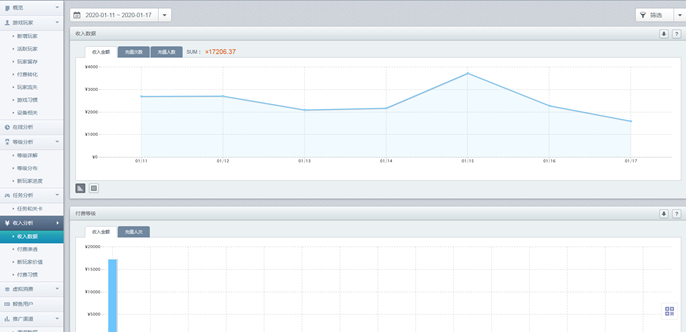 概览
游戏玩家
新增玩家
活跃玩家
玩家留存
付费转化
玩家流失
游戏习惯
设备相关
在线分析
等级分析
等级详解
等级分布
新玩家进度
任务分析
任务和关卡
收入分析
收入数据
付费渗透
新玩家价值
付费习惯
虚拟消费
鲸鱼用户
推广渠道
2020-01-11 ~ 2020-01-17
筛选
收入数据
收入金额 充值次数 充值人数 SUM： ¥17206.37
¥4000
¥3000
¥2000
¥1000
¥0
01/11 01/12 01/13 01/14 01/15 01/16 01/17
付费等级
收入金额 充值人次
¥20000
¥15000
¥10000
¥5000